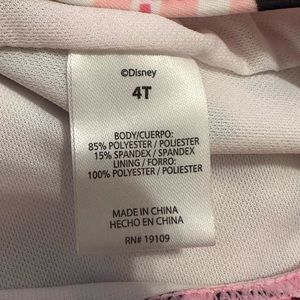 ©Disney
4T
BODY/CUERPO:
85% POLYESTER / POLIESTER
15% SPANDEX / SPANDEX
LINING / FORRO:
100% POLYESTER / POLIESTER
MADE IN CHINA
HECHO EN CHINA
RN# 19109